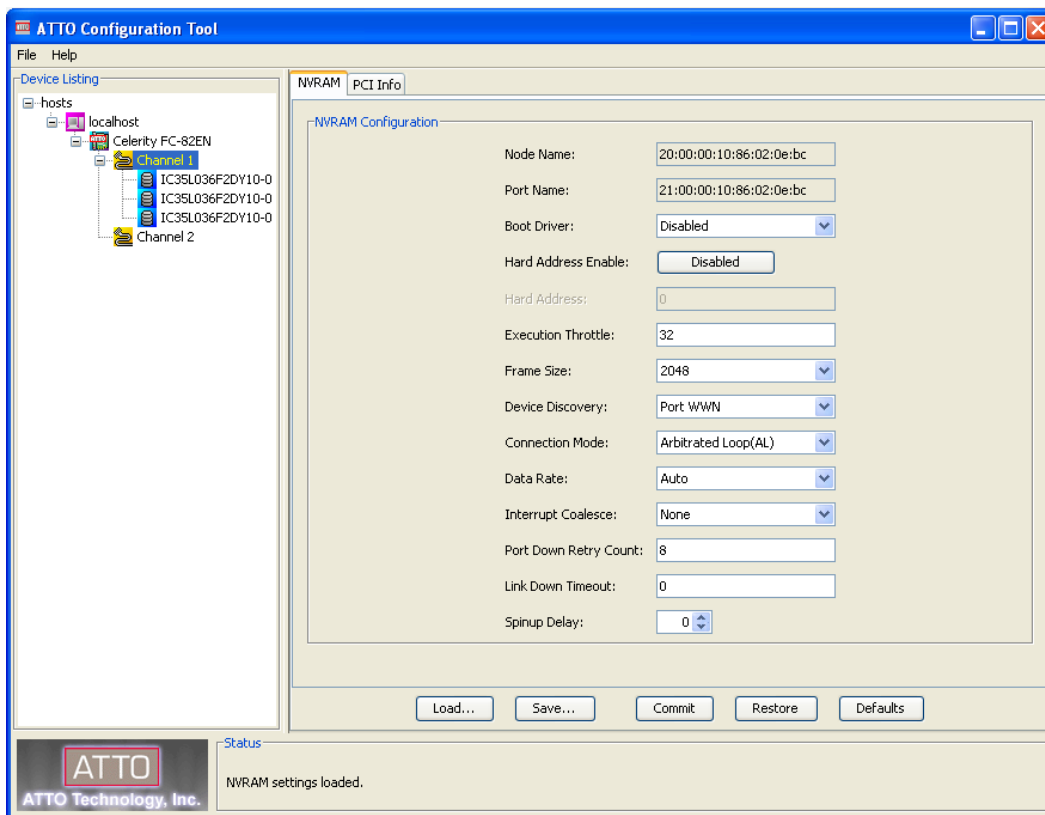 ATTO Configuration Tool
File Help
Device Listing
hosts
localhost
Celerity FC-82EN
Channel 1
IC35L036F2DY10-0
IC35L036F2DY10-0
IC35L036F2DY10-0
Channel 2
NVRAM PCI Info
NVRAM Configuration
Node Name: 20:00:00:10:86:02:0e:bc
Port Name: 21:00:00:10:86:02:0e:bc
Boot Driver: Disabled
Hard Address Enable: Disabled
Hard Address: 0
Execution Throttle: 32
Frame Size: 2048
Device Discovery: Port WWN
Connection Mode: Arbitrated Loop(AL)
Data Rate: Auto
Interrupt Coalesce: None
Port Down Retry Count: 8
Link Down Timeout: 0
Spinup Delay: 0
Load... Save... Commit Restore Defaults
ATTO
ATTO Technology, Inc.
Status
NVRAM settings loaded.